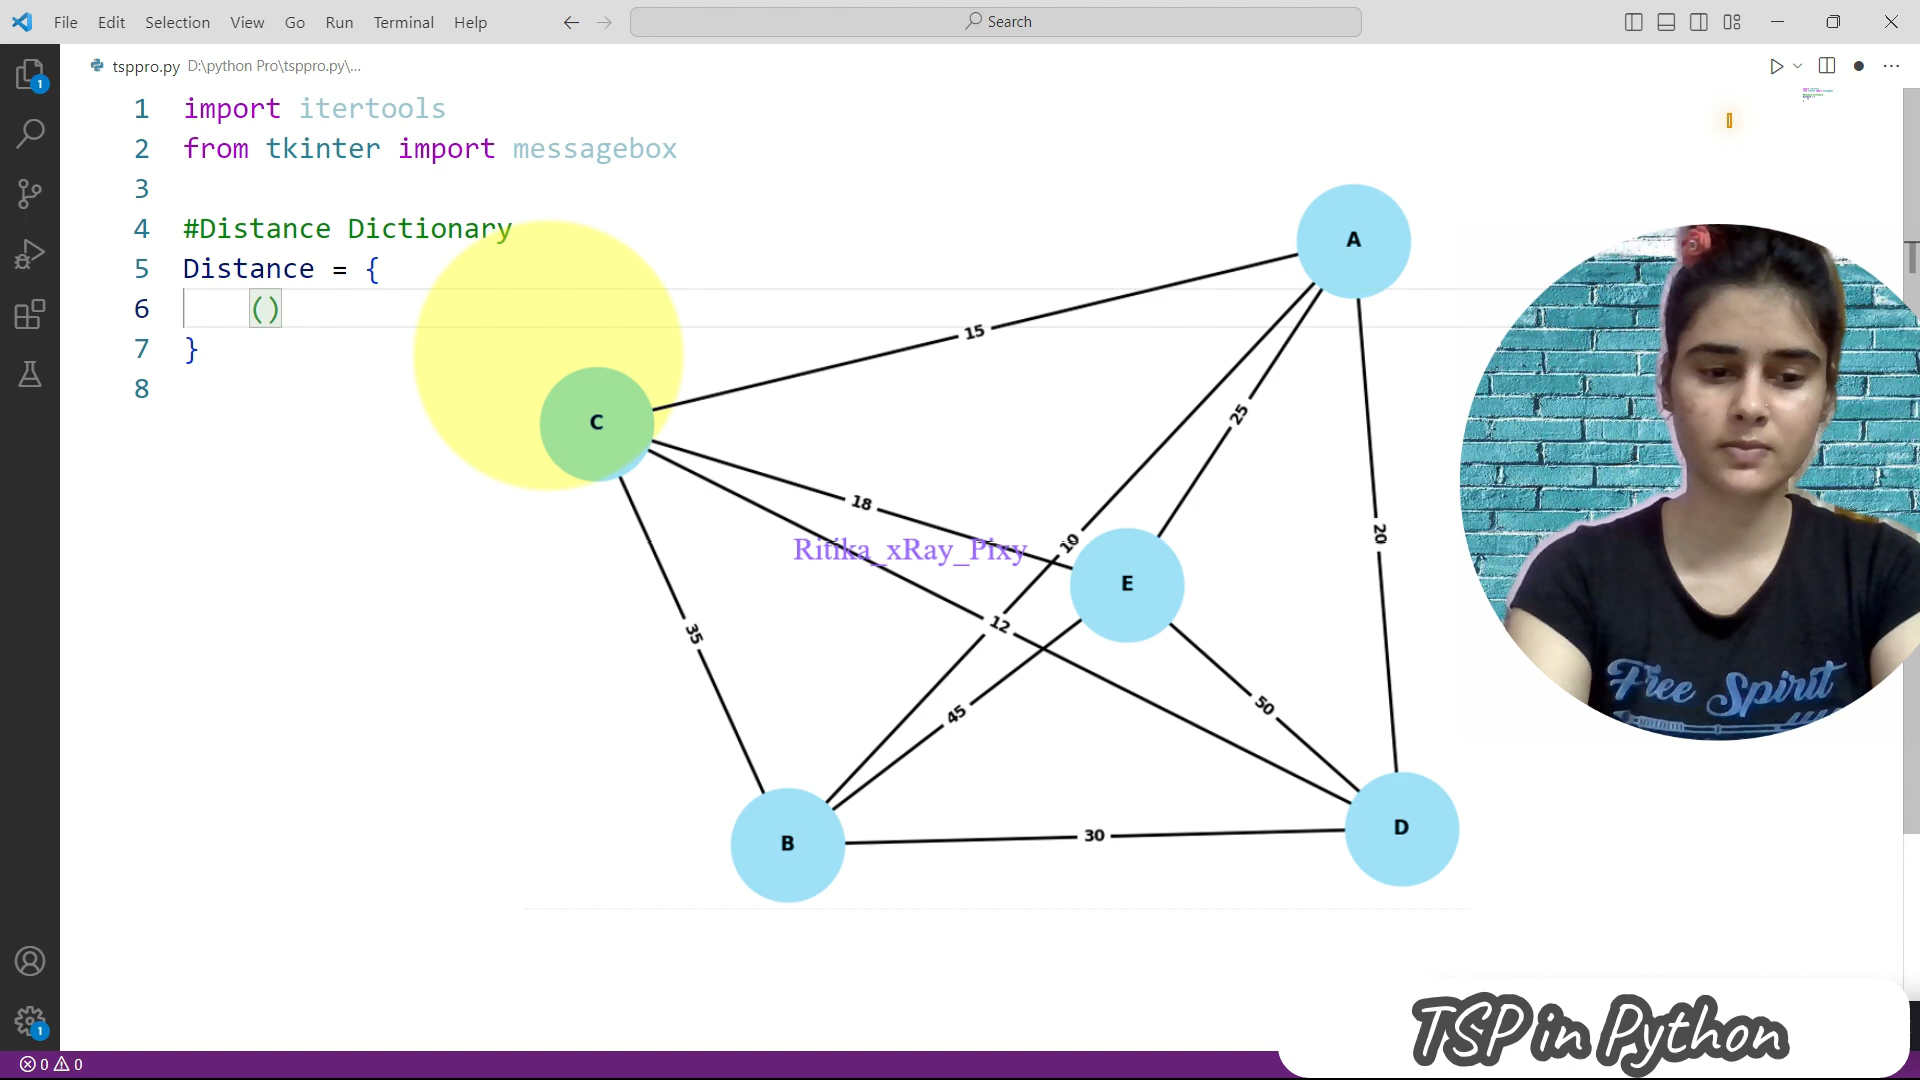 File Edit Selection View Go Run Terminal Help
Search
tsppro.py D:\python Pro\tsppro.py\...
1 import itertools
2 from tkinter import messagebox
3
4 #Distance Dictionary
5 Distance = {
6 ()
7 }
8
1
A
15
25
C
18
20
10
Ritika_xRay_Pixy
E
12
35
45
50
B
30
D
Free Spirit
1
TSP in Python
0 0